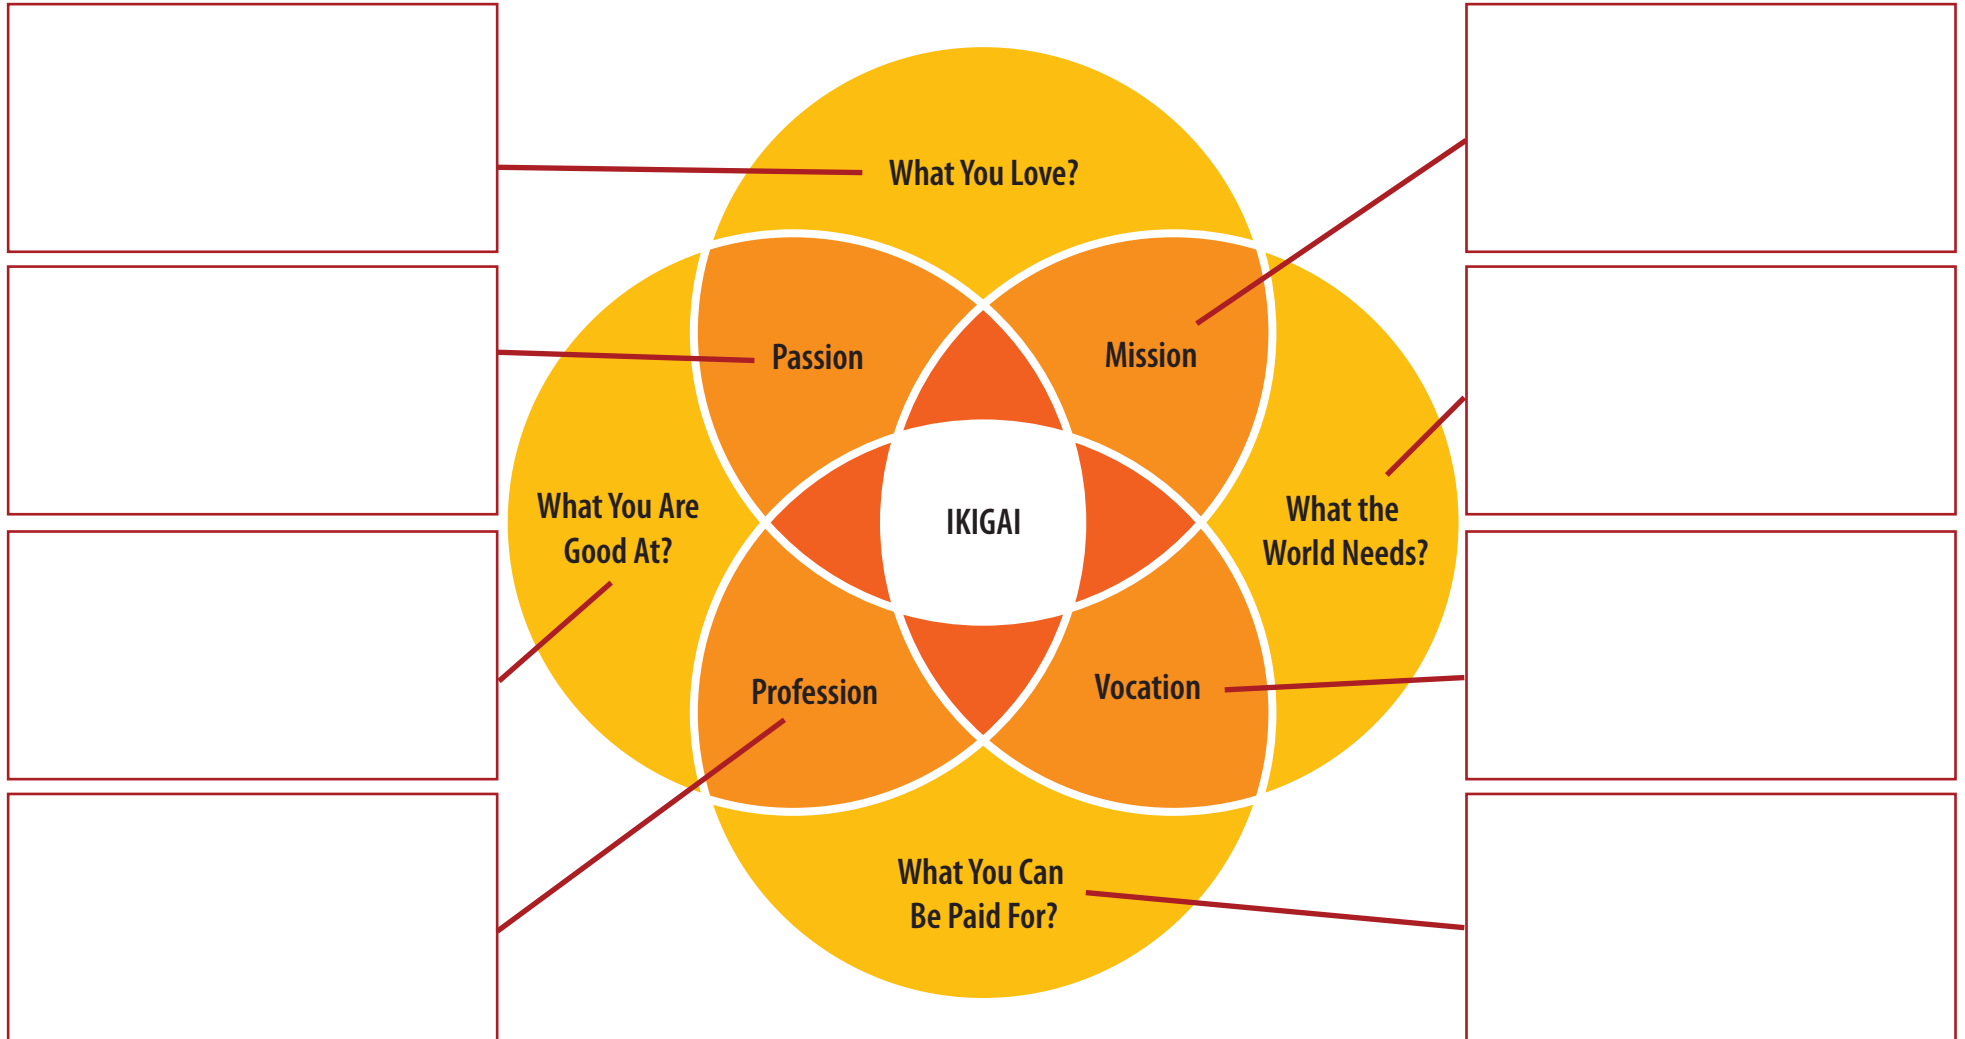 What You Love?
Passion
Mission
What You Are
Good At?
IKIGAI
What the
World Needs?
Profession
Vocation
What You Can
Be Paid For?